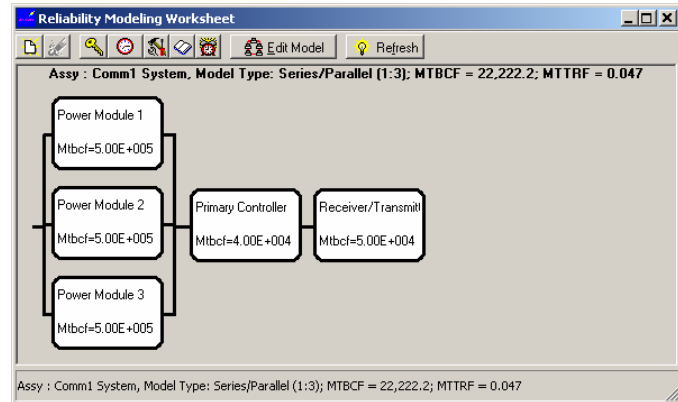 Reliability Modeling Worksheet
Edit Model Refresh
Assy : Comm1 System, Model Type: Series/Parallel (1:3); MTBCF = 22,222.2; MTTRF = 0.047
Power Module 1
Mtbcf=5.00E+005
Power Module 2
Mtbcf=5.00E+005
Primary Controller
Mtbcf=4.00E+004
Receiver/Transmitt
Mtbcf=5.00E+004
Power Module 3
Mtbcf=5.00E+005
Assy : Comm1 System, Model Type: Series/Parallel (1:3); MTBCF = 22,222.2; MTTRF = 0.047